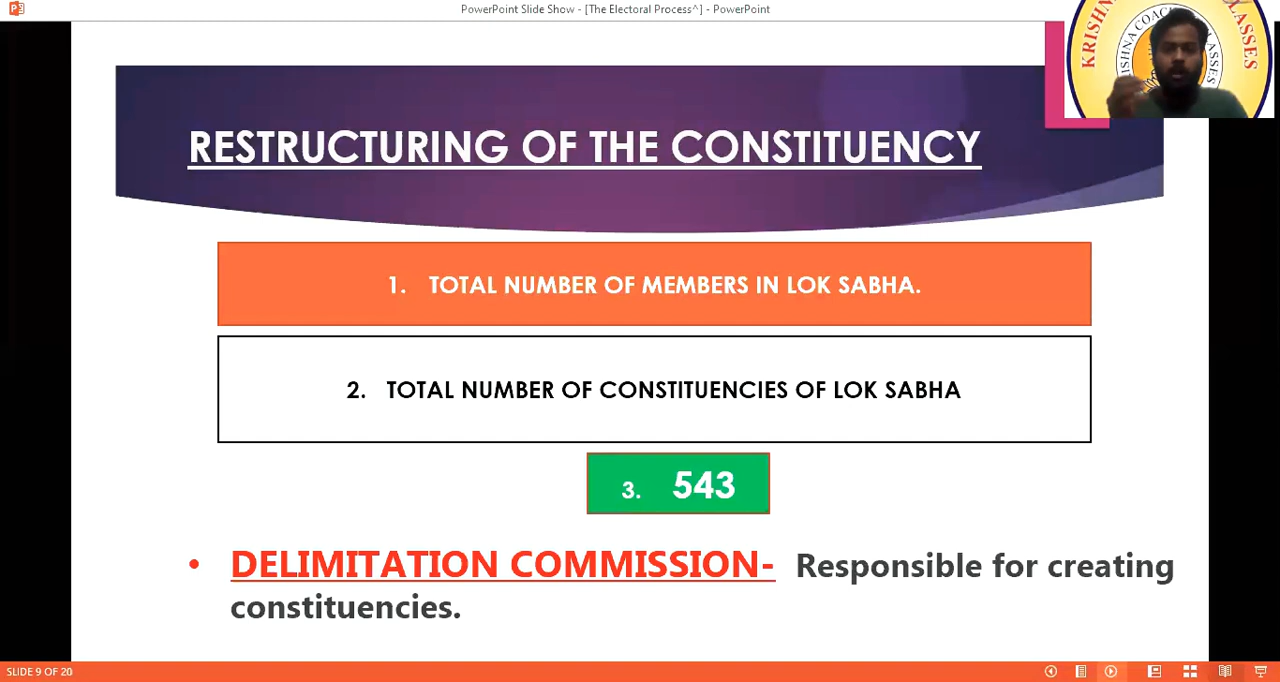 PowerPoint Slide Show - [The Electoral Process^] - PowerPoint
RESTRUCTURING OF THE CONSTITUENCY
1. TOTAL NUMBER OF MEMBERS IN LOK SABHA.
2. TOTAL NUMBER OF CONSTITUENCIES OF LOK SABHA
3. 543
• DELIMITATION COMMISSION- Responsible for creating
constituencies.
SLIDE 9 OF 20